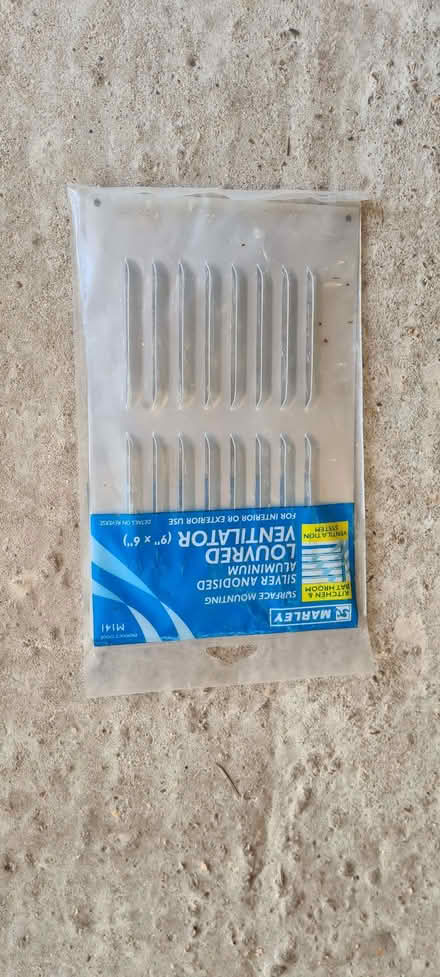 MARLEY
PRODUCT CODE
M141
KITCHEN &
BATHROOM
VENTILATION
SYSTEM
SURFACE MOUNTING
SILVER ANODISED
ALUMINIUM
LOUVRED
VENTILATOR (9" x 6")
FOR INTERIOR OR EXTERIOR USE
DETAILS ON REVERSE